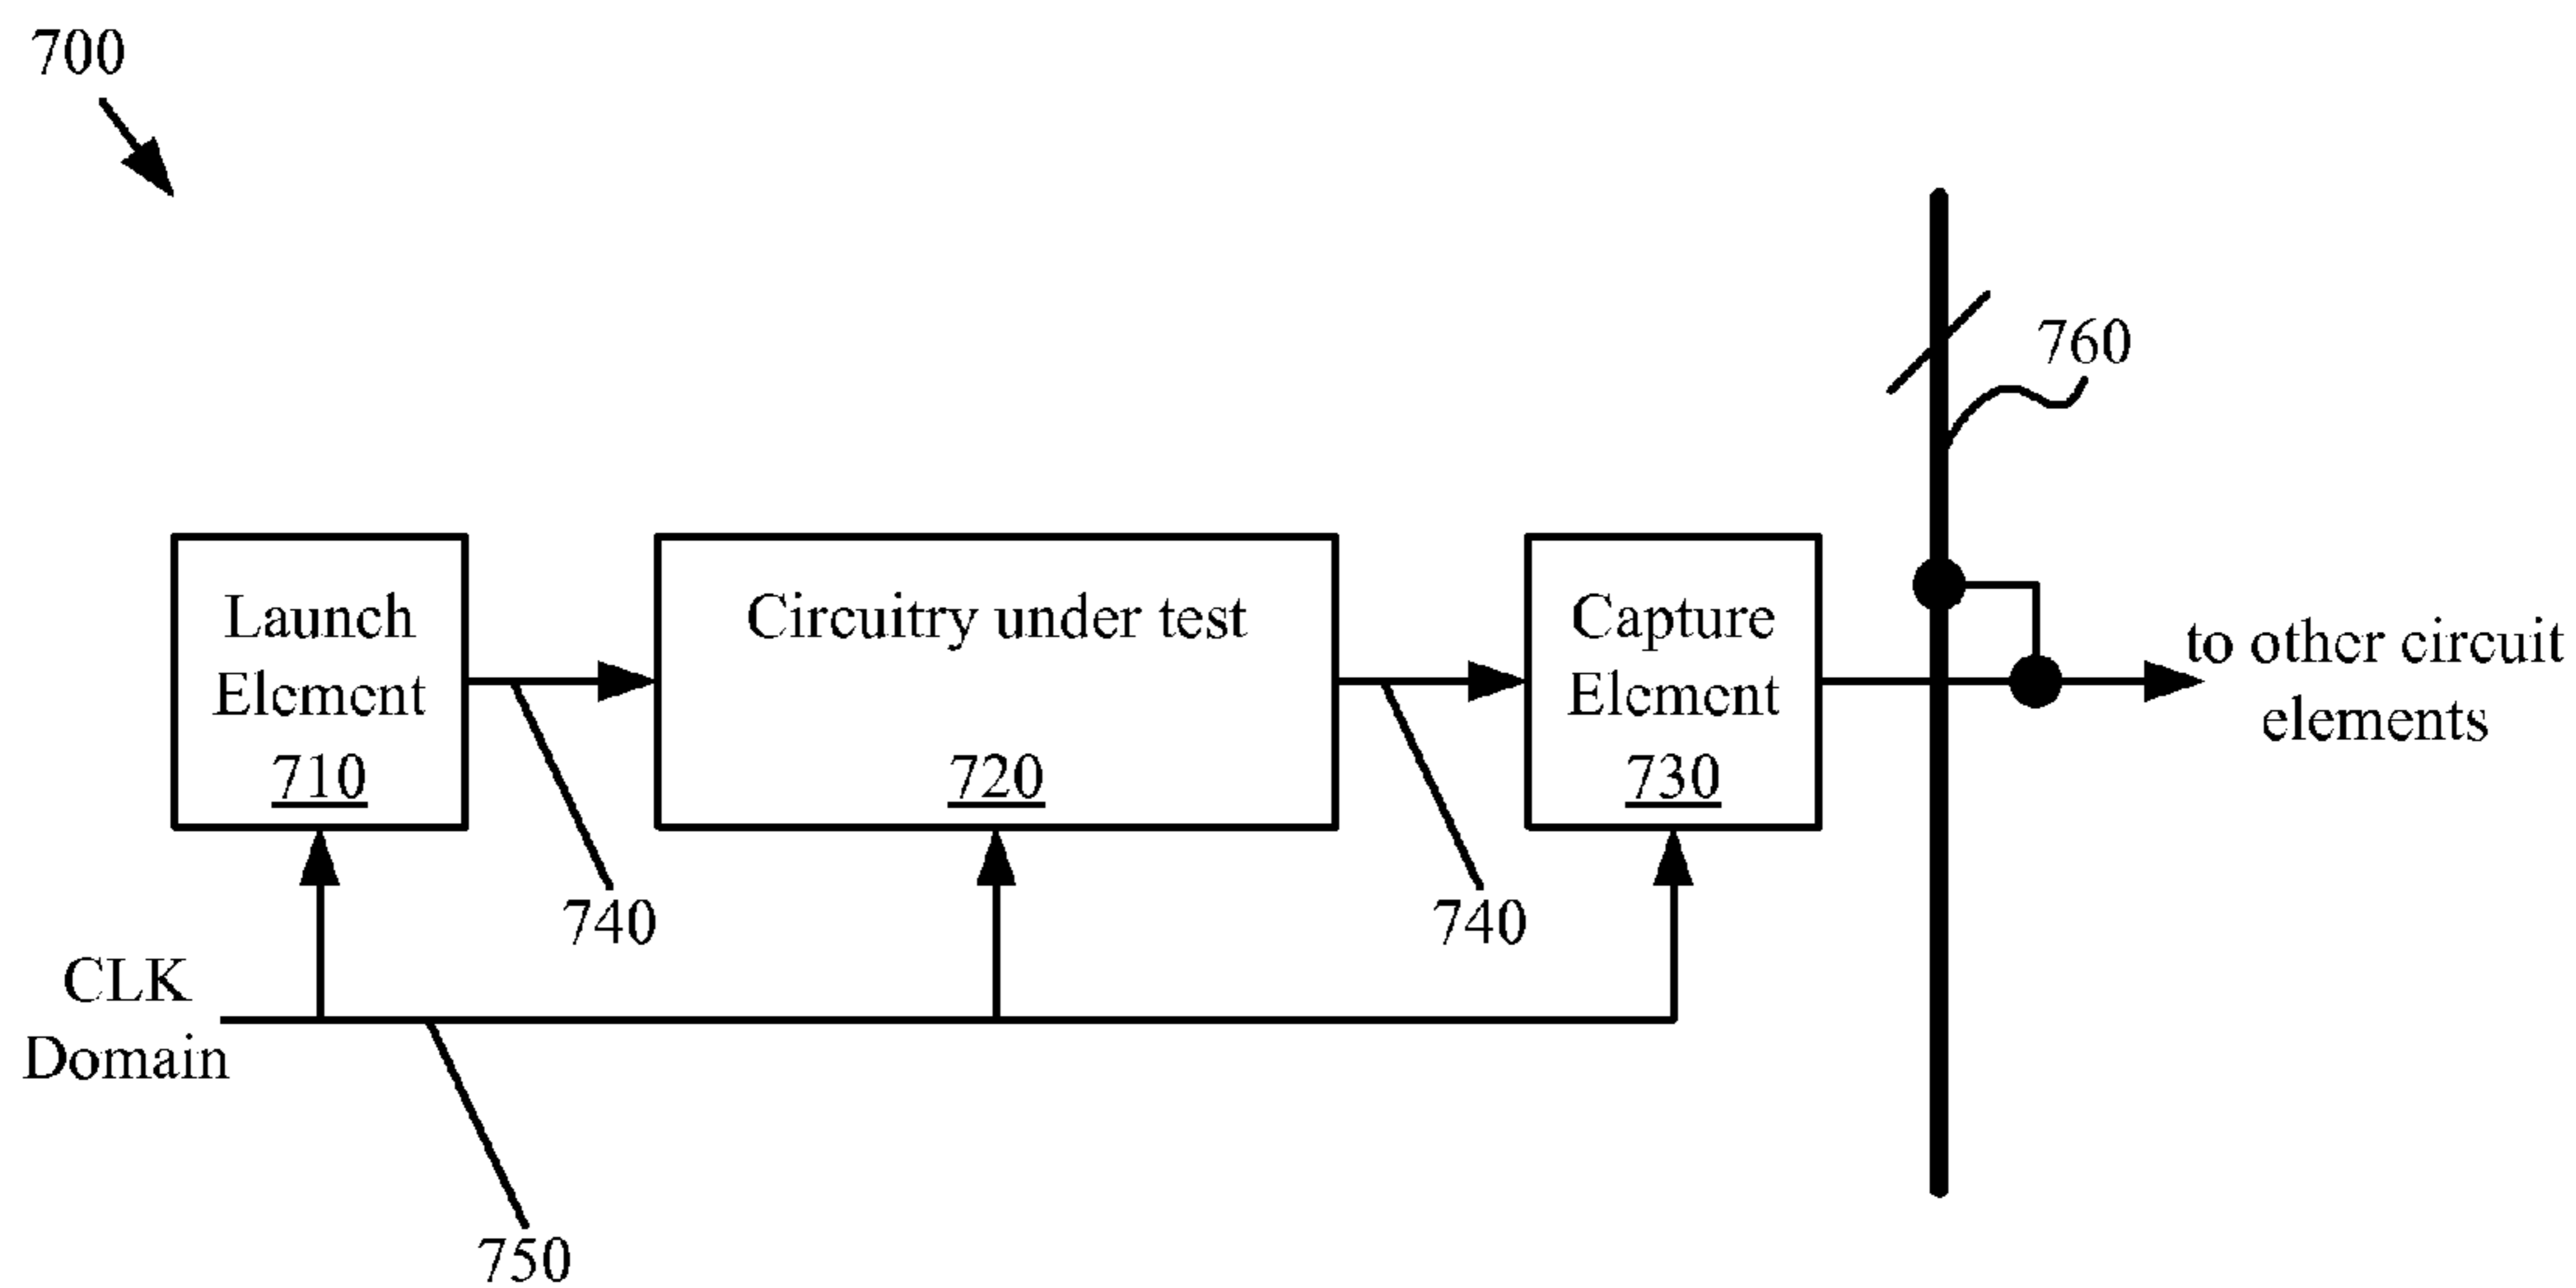 700
760
Launch
Element
710
Circuitry under test
720
Capture
Element
730
to other circuit
elements
740
740
CLK
Domain
750